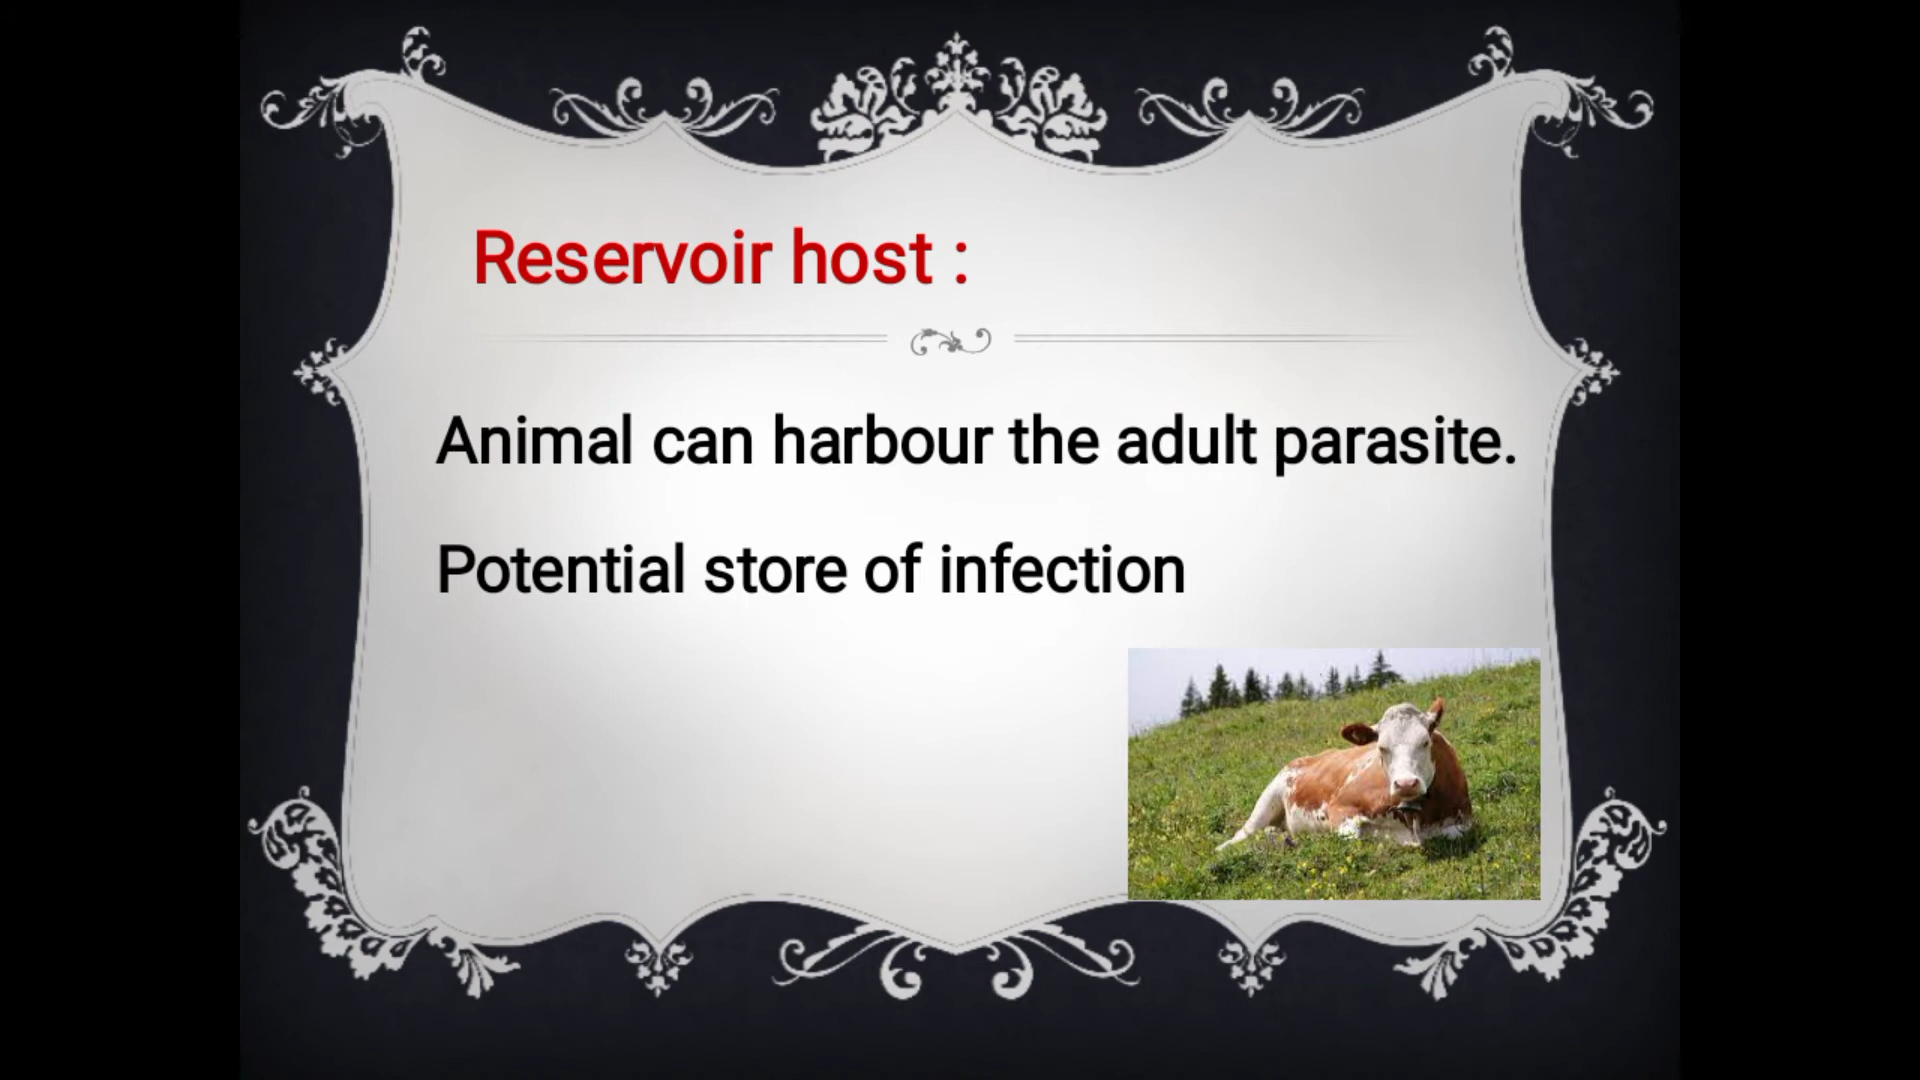 Reservoir host :
Animal can harbour the adult parasite.
Potential store of infection